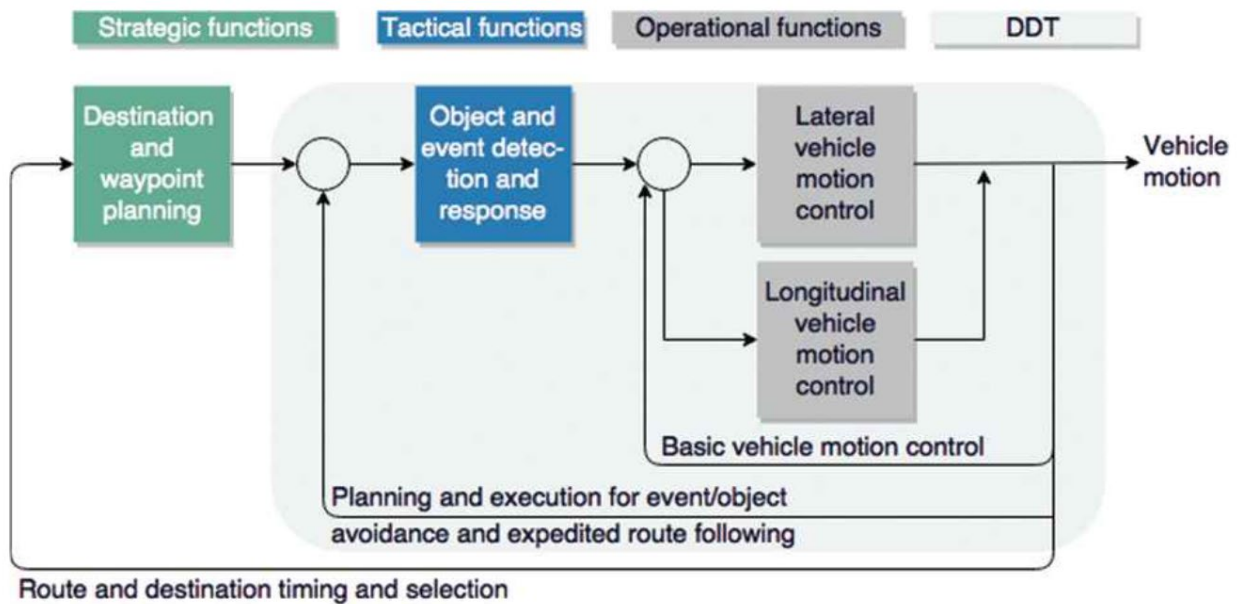 Strategic functions
Tactical functions
Operational functions
DDT
Destination
and
waypoint
planning
Object and
event detec-
tion and
response
Lateral
vehicle
motion
control
Vehicle
motion
Longitudinal
vehicle
motion
control
Basic vehicle motion control
Planning and execution for event/object
avoidance and expedited route following
Route and destination timing and selection